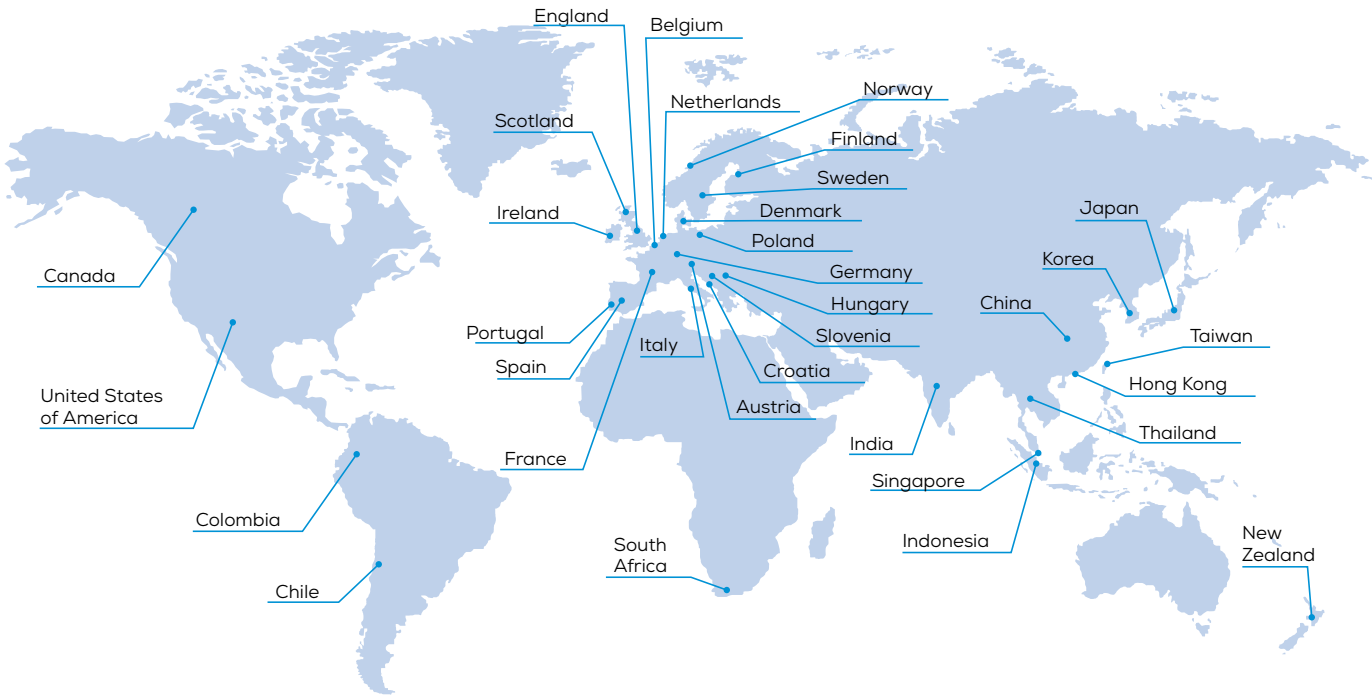 England
Belgium
Norway
Netherlands
Scotland
Finland
Sweden
Ireland
Denmark
Japan
Poland
Korea
Canada
Germany
Hungary
China
Portugal
Slovenia
Italy
Taiwan
Spain
Croatia
Hong Kong
United States
of America
Austria
Thailand
India
France
Singapore
Colombia
Indonesia
New
Zealand
South
Africa
Chile